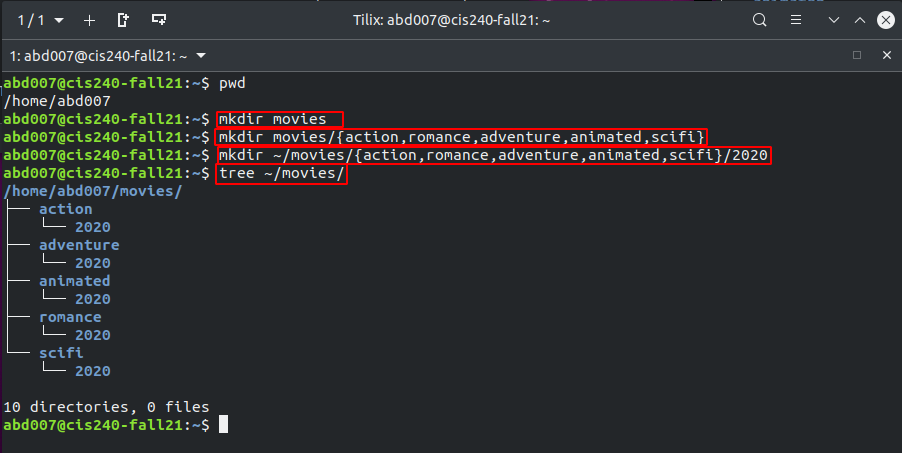 1 / 1
Tilix: abd007@cis240-fall21: ~
1: abd007@cis240-fall21: ~
abd007@cis240-fall21:~$ pwd
/home/abd007
abd007@cis240-fall21:~$ mkdir movies
abd007@cis240-fall21:~$ mkdir movies/{action,romance,adventure,animated,scifi}
abd007@cis240-fall21:~$ mkdir ~/movies/{action,romance,adventure,animated,scifi}/2020
abd007@cis240-fall21:~$ tree ~/movies/
/home/abd007/movies/
├── action
│   └── 2020
├── adventure
│   └── 2020
├── animated
│   └── 2020
├── romance
│   └── 2020
└── scifi
    └── 2020
10 directories, 0 files
abd007@cis240-fall21:~$